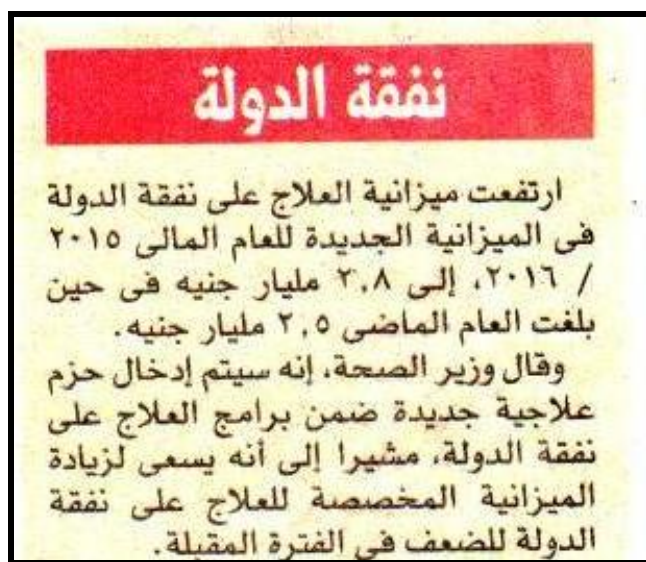 نفقة الدولة
ارتفعت ميزانية العلاج على نفقة الدولة
فى الميزانية الجديدة للعام المالى ٢٠١٥
/ ٢٠١٦، إلى ٢,٨ مليار جنيه فى حين
بلغت العام الماضى ٢,٥ مليار جنيه.
وقال وزير الصحة، إنه سيتم إدخال حزم
علاجية جديدة ضمن برامج العلاج على
نفقة الدولة، مشيرا إلى أنه يسعى لزيادة
الميزانية المخصصة للعلاج على نفقة
الدولة للضعف فى الفترة المقبلة.